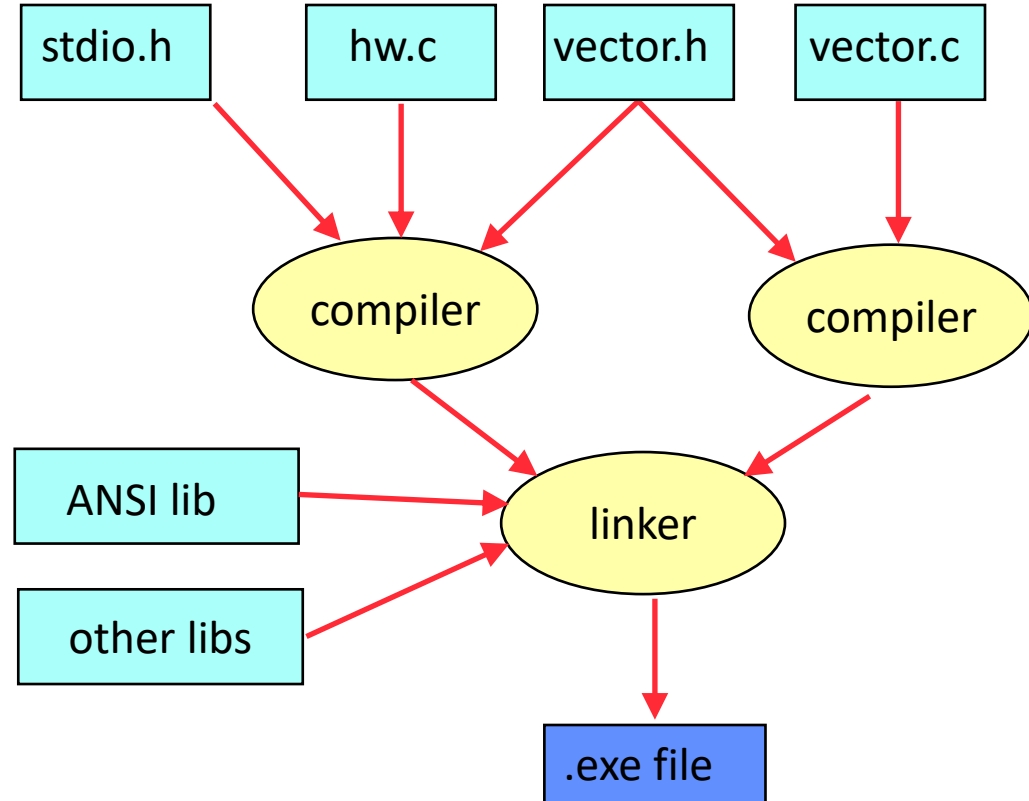 stdio.h
hw.c
vector.h
vector.c
compiler
compiler
ANSI lib
linker
other libs
.exe file